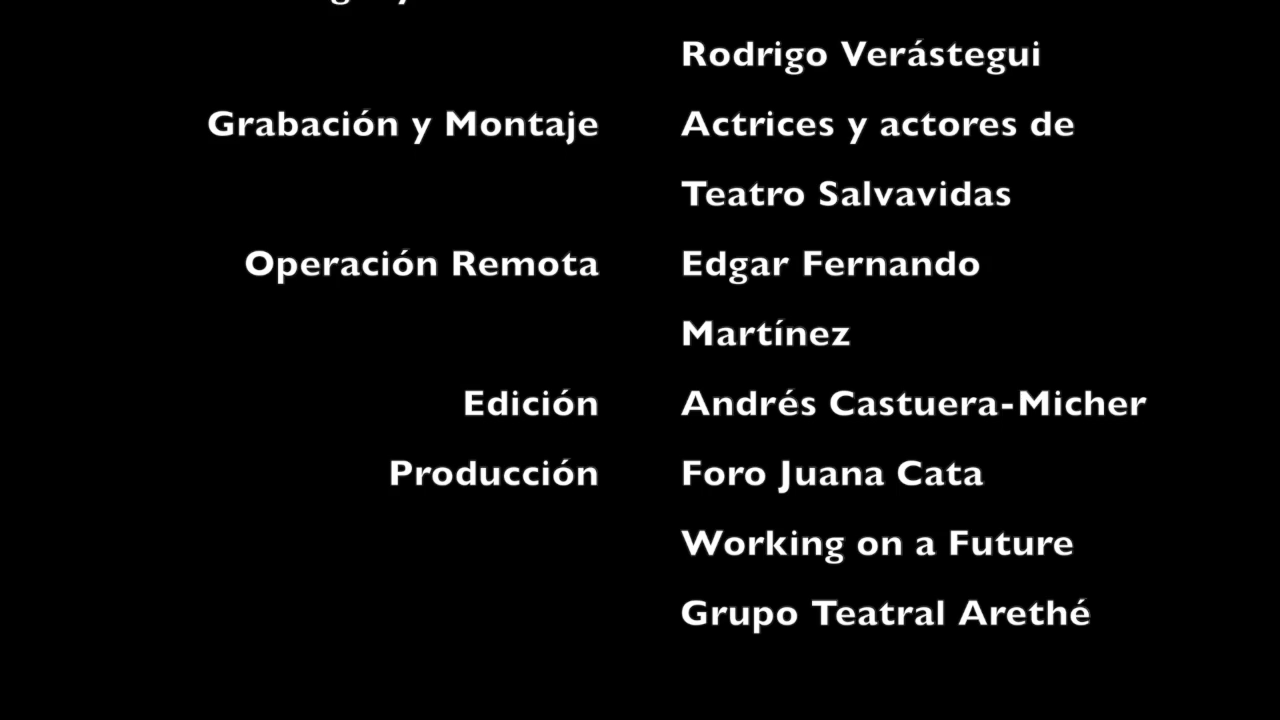 Rodrigo Verástegui
Grabación y Montaje Actrices y actores de
Teatro Salvavidas
Operación Remota Edgar Fernando
Martínez
Edición Andrés Castuera-Micher
Producción Foro Juana Cata
Working on a Future
Grupo Teatral Arethé